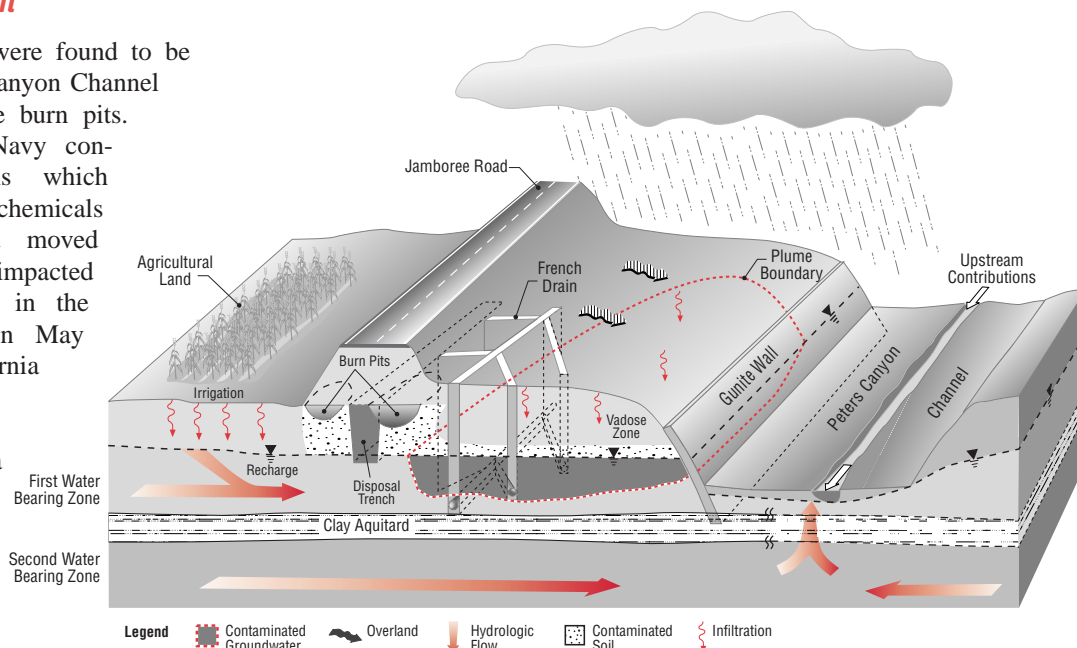 were found to be
anyon Channel
e burn pits.
Navy con-
s which
chemicals
moved
impacted
in the
n May
rnia
Jamboree Road
Agricultural
Land
French
Drain
Plume
Boundary
Upstream
Contributions
Burn Pits
Irrigation
Gunite Wall
Peters Canyon
Channel
Vadose
Zone
Recharge
Disposal
Trench
First Water
Bearing Zone
Clay Aquitard
Second Water
Bearing Zone
Legend
Contaminated
Groundwater
Overland
Hydrologic
Flow
Contaminated
Soil
Infiltration